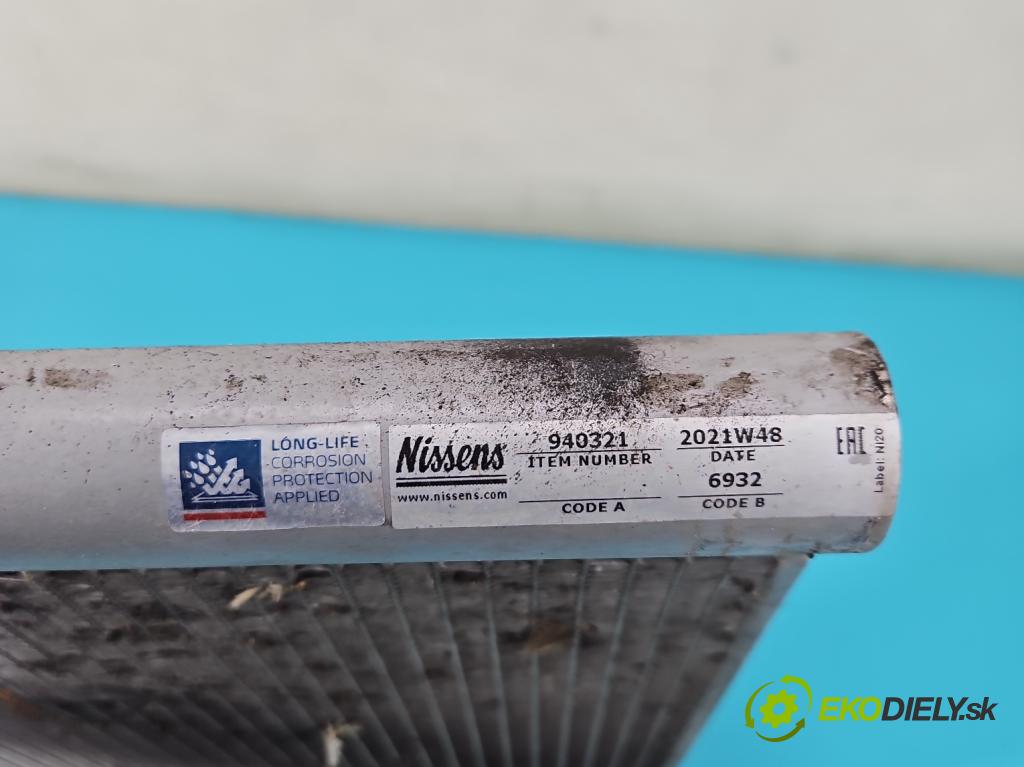 LÓNG-LIFE
CORROSION
PROTECTION
APPLIED
Nissens
www.nissens.com
940321
ITEM NUMBER
CODE A
2021W48
DATE
6932
CODE B
EAC
Label: NI20
EKODIELY.sk